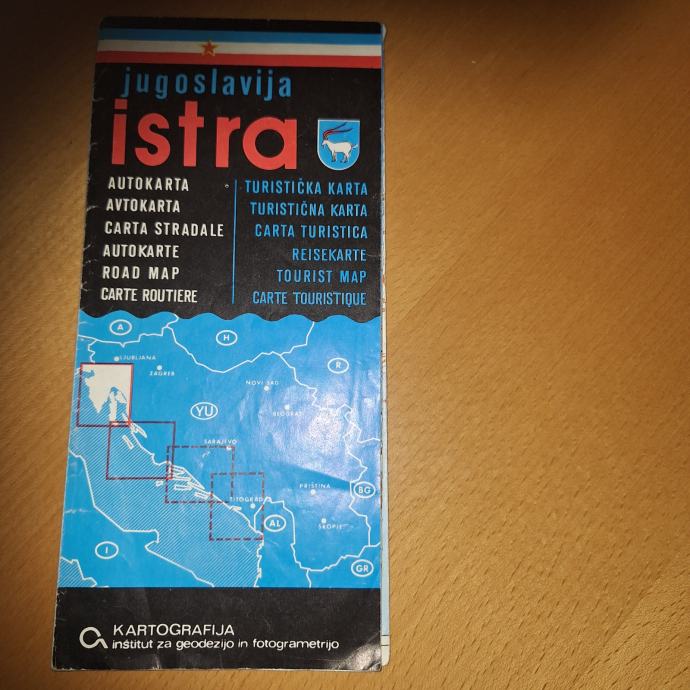 jugoslavija
istra
AUTOKARTA
AVTOKARTA
CARTA STRADALE
AUTOKARTE
ROAD MAP
CARTE ROUTIERE
TURISTIČKA KARTA
TURISTIČNA KARTA
CARTA TURISTICA
REISEKARTE
TOURIST MAP
CARTE TOURISTIQUE
A
H
LJUBLJANA
ZAGREB
R
NOVI SAD
YU
BEOGRAD
SARAJEVO
PRIŠTINA
BG
TITOGRAD
AL
SKOPJE
I
GR
KARTOGRAFIJA
inštitut za geodezijo in fotogrametrijo